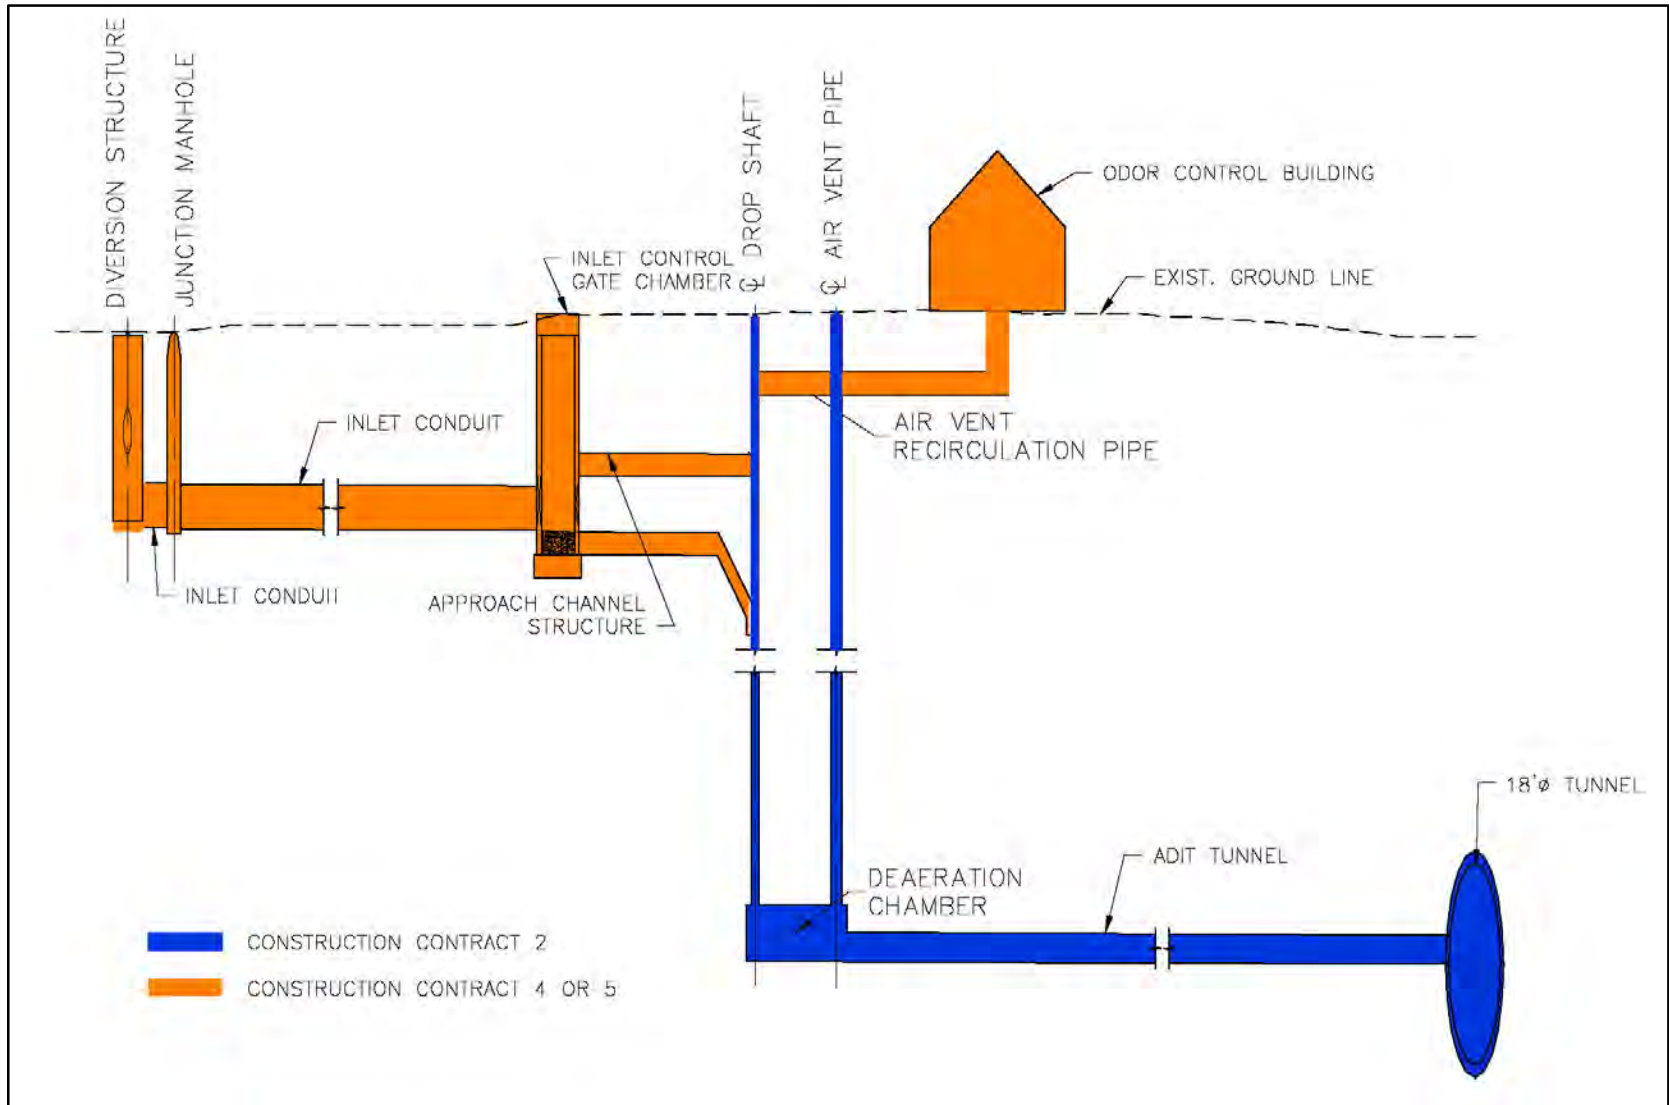 DIVERSION STRUCTURE
JUNCTION MANHOLE
℄ DROP SHAFT
℄ AIR VENT PIPE
ODOR CONTROL BUILDING
INLET CONTROL
GATE CHAMBER
EXIST. GROUND LINE
INLET CONDUIT
AIR VENT
RECIRCULATION PIPE
INLET CONDUIT
APPROACH CHANNEL
STRUCTURE
18'ø TUNNEL
ADIT TUNNEL
DEAERATION
CHAMBER
CONSTRUCTION CONTRACT 2
CONSTRUCTION CONTRACT 4 OR 5